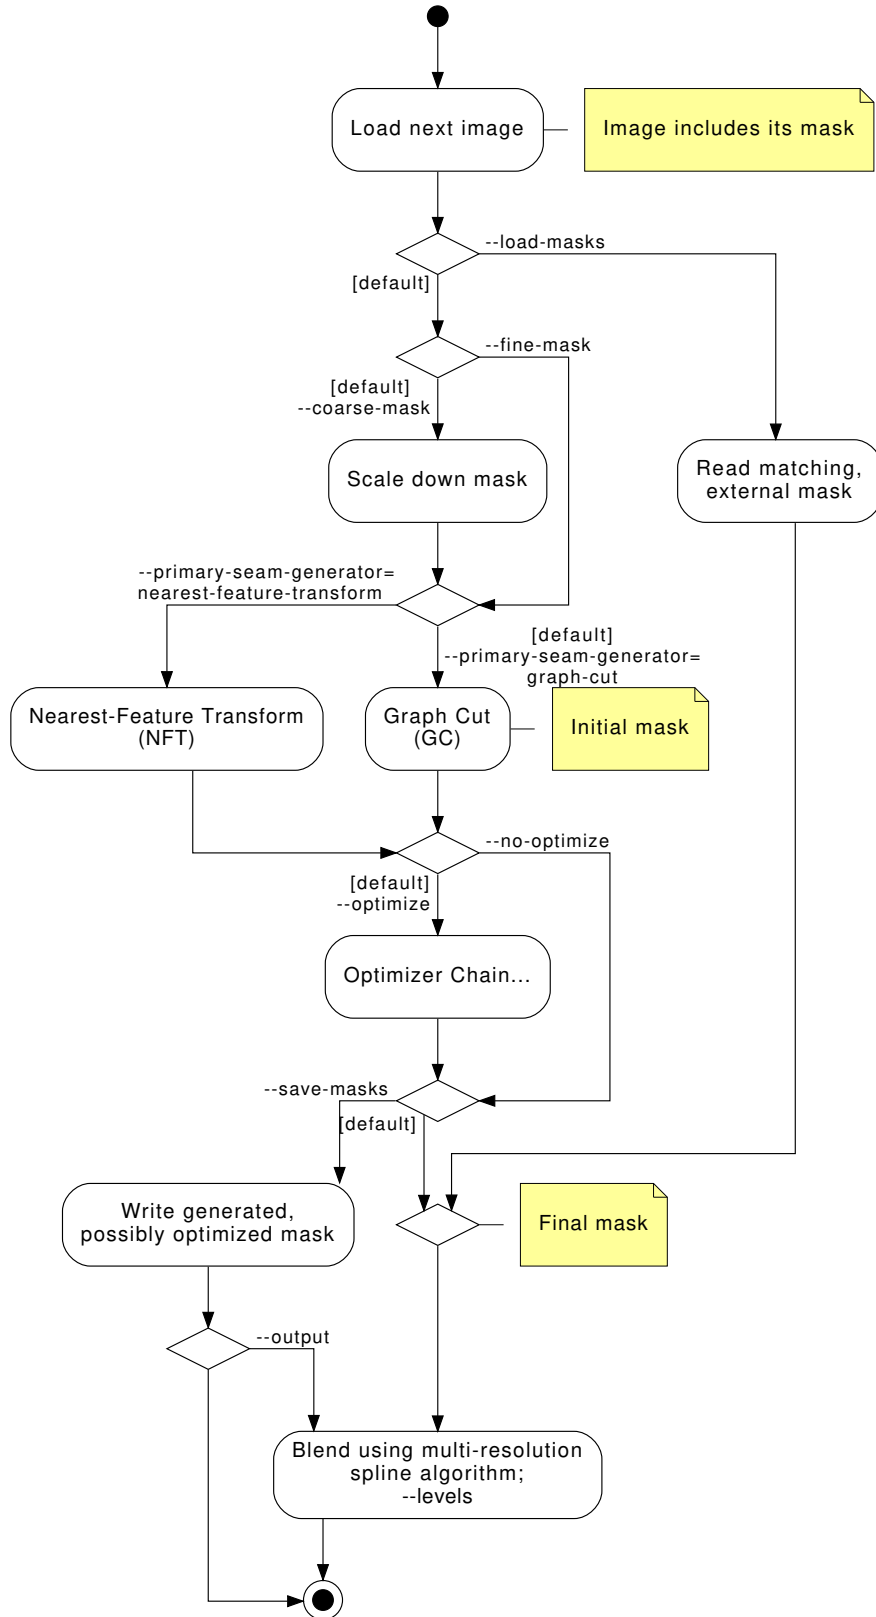 Load next image
Image includes its mask
--load-masks
[default]
--fine-mask
[default]
--coarse-mask
Scale down mask
Read matching,
external mask
--primary-seam-generator=
nearest-feature-transform
[default]
--primary-seam-generator=
graph-cut
Nearest-Feature Transform
(NFT)
Graph Cut
(GC)
Initial mask
--no-optimize
[default]
--optimize
Optimizer Chain...
--save-masks
[default]
Write generated,
possibly optimized mask
Final mask
--output
Blend using multi-resolution
spline algorithm;
--levels